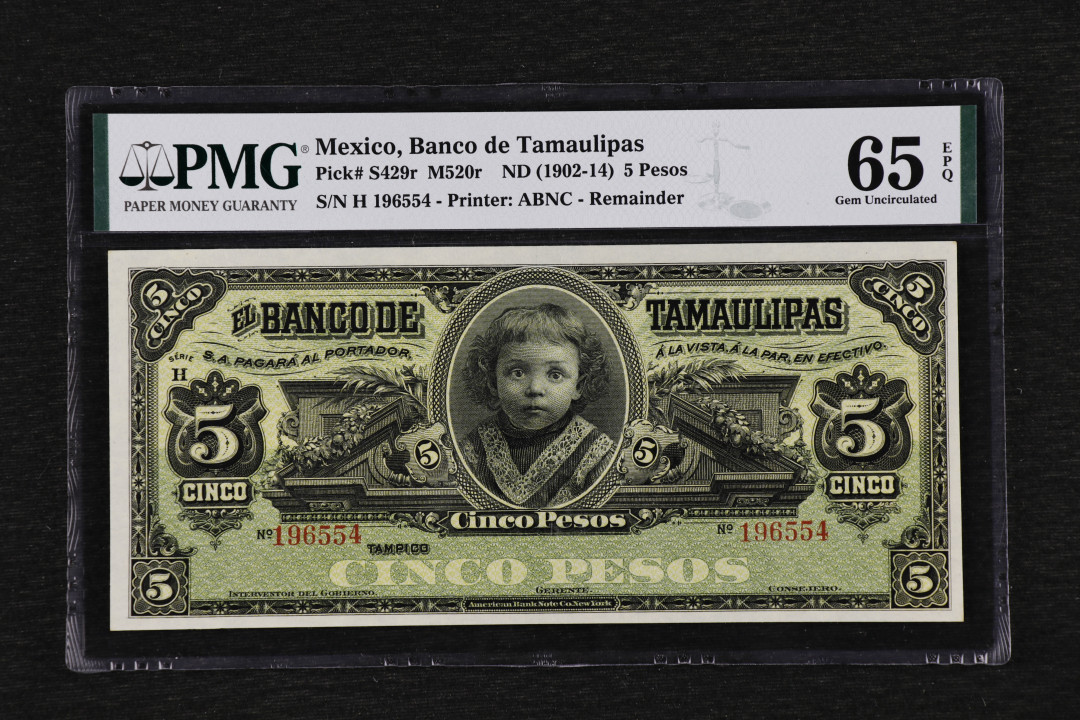 PMG®
PAPER MONEY GUARANTY
Mexico, Banco de Tamaulipas
Pick# S429r M520r ND (1902-14) 5 Pesos
S/N H 196554 - Printer: ABNC - Remainder
65 EPQ
Gem Uncirculated
5 CINCO
EL BANCO DE TAMAULIPAS
5 CINCO
SÉRIE H
S.A. PAGARÁ AL PORTADOR, Á LA VISTA, Á LA PAR, EN EFECTIVO.
5 5 5 5
CINCO CINCO
CINCO PESOS
Nº 196554 Nº 196554
TAMPICO
CINCO PESOS
5 5
INTERVENTOR DEL GOBIERNO. GERENTE. CONSEJERO.
American Bank Note Co. New York